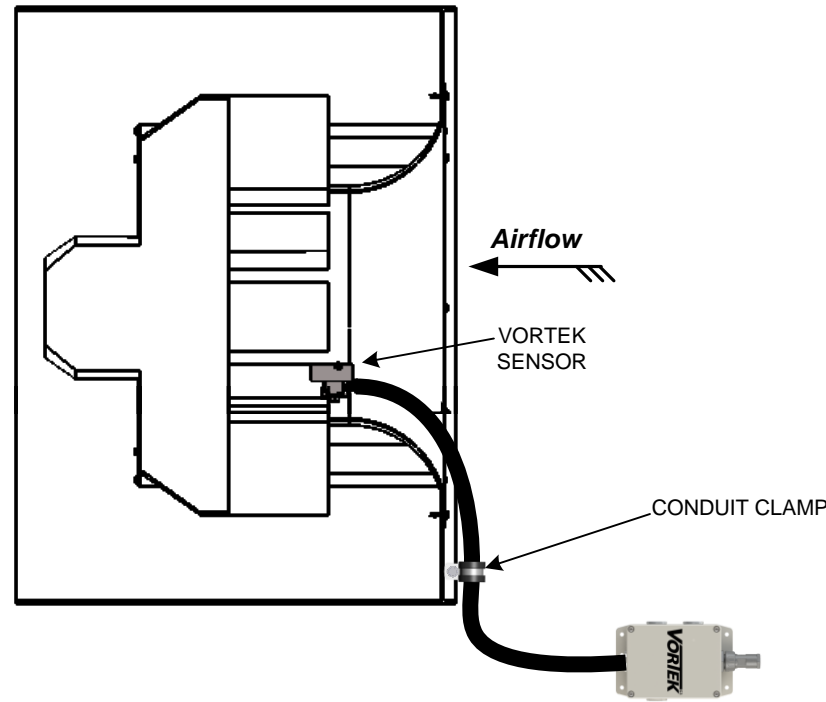 Airflow
VORTEK
SENSOR
CONDUIT CLAMP
VORTEK